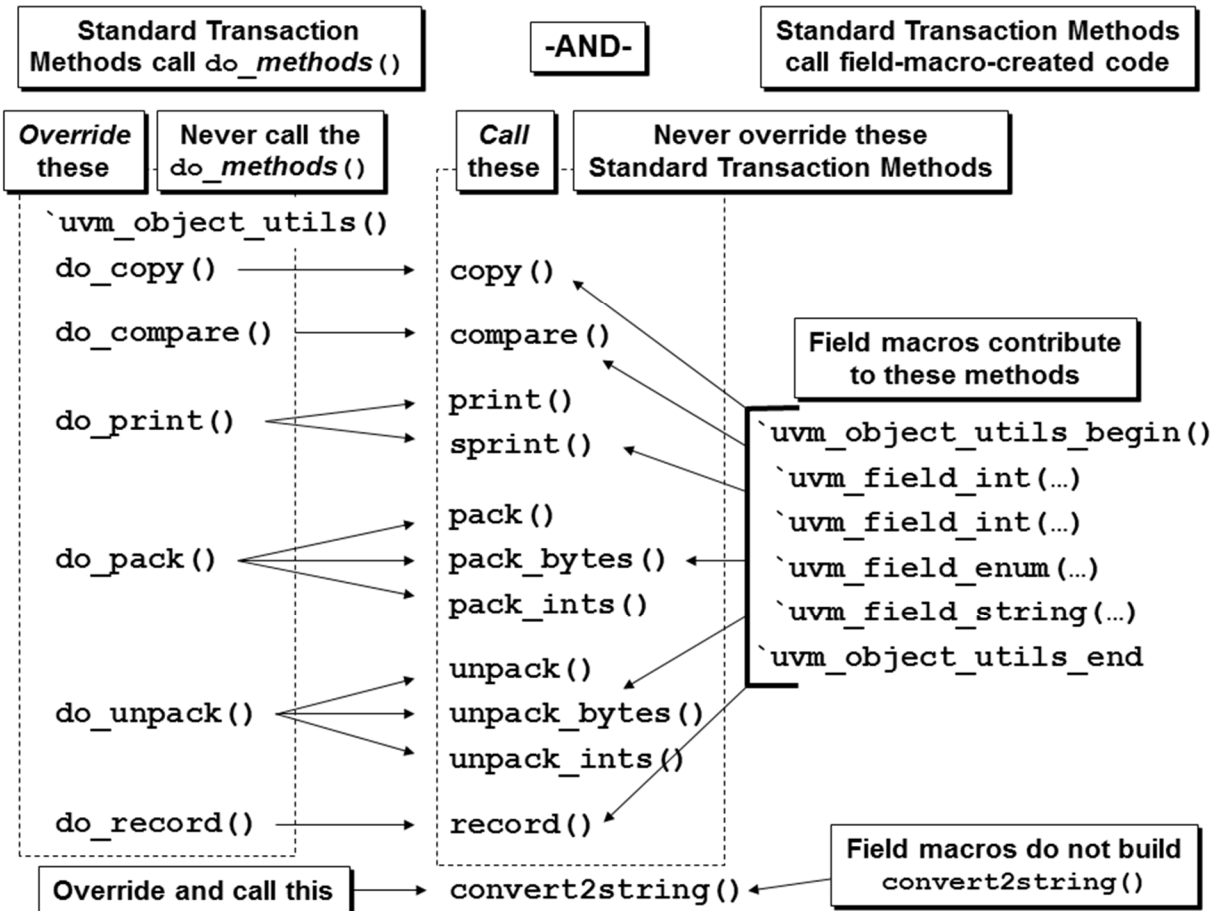 Standard Transaction
Methods call do_methods()
-AND-
Standard Transaction Methods
call field-macro-created code
Override
these
Never call the
do_methods()
Call
these
Never override these
Standard Transaction Methods
`uvm_object_utils()
do_copy()
do_compare()
do_print()
do_pack()
do_unpack()
do_record()
copy()
compare()
print()
sprint()
pack()
pack_bytes()
pack_ints()
unpack()
unpack_bytes()
unpack_ints()
record()
Field macros contribute
to these methods
`uvm_object_utils_begin()
`uvm_field_int(…)
`uvm_field_int(…)
`uvm_field_enum(…)
`uvm_field_string(…)
`uvm_object_utils_end
Override and call this
convert2string()
Field macros do not build
convert2string()